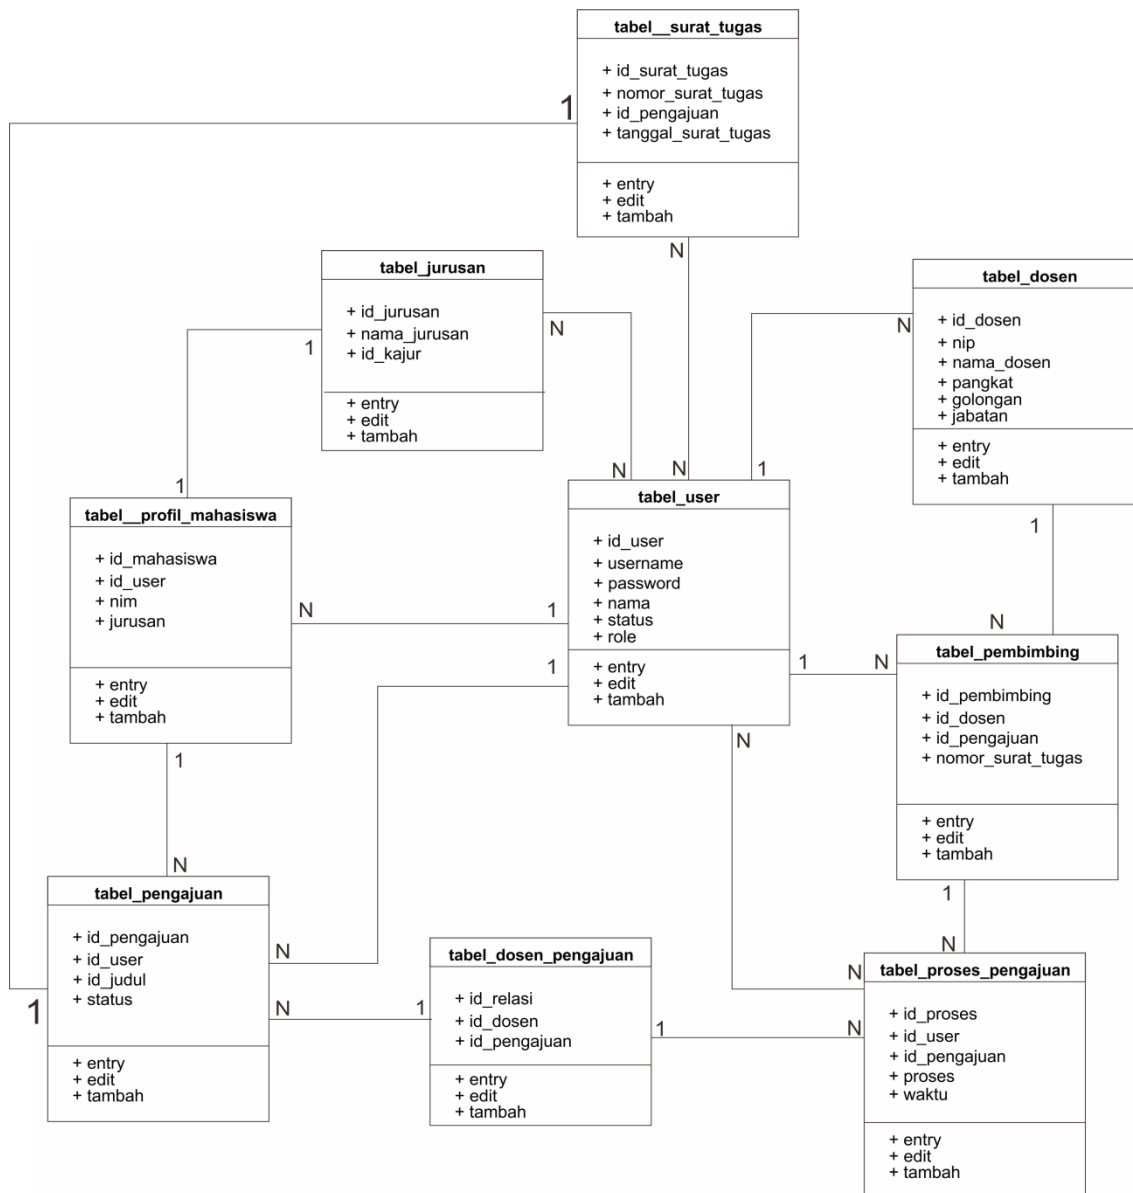 tabel__surat_tugas
+ id_surat_tugas
+ nomor_surat_tugas
+ id_pengajuan
+ tanggal_surat_tugas
+ entry
+ edit
+ tambah
1
N
tabel_jurusan
+ id_jurusan
+ nama_jurusan
+ id_kajur
+ entry
+ edit
+ tambah
1
N
tabel_dosen
+ id_dosen
+ nip
+ nama_dosen
+ pangkat
+ golongan
+ jabatan
+ entry
+ edit
+ tambah
N
1
1
N
N
1
tabel__profil_mahasiswa
+ id_mahasiswa
+ id_user
+ nim
+ jurusan
+ entry
+ edit
+ tambah
N
1
tabel_user
+ id_user
+ username
+ password
+ nama
+ status
+ role
+ entry
+ edit
+ tambah
1
1
1
N
N
N
tabel_pembimbing
+ id_pembimbing
+ id_dosen
+ id_pengajuan
+ nomor_surat_tugas
+ entry
+ edit
+ tambah
1
N
N
tabel_pengajuan
+ id_pengajuan
+ id_user
+ id_judul
+ status
+ entry
+ edit
+ tambah
1
N
N
tabel_dosen_pengajuan
+ id_relasi
+ id_dosen
+ id_pengajuan
+ entry
+ edit
+ tambah
1
1
N
N
tabel_proses_pengajuan
+ id_proses
+ id_user
+ id_pengajuan
+ proses
+ waktu
+ entry
+ edit
+ tambah